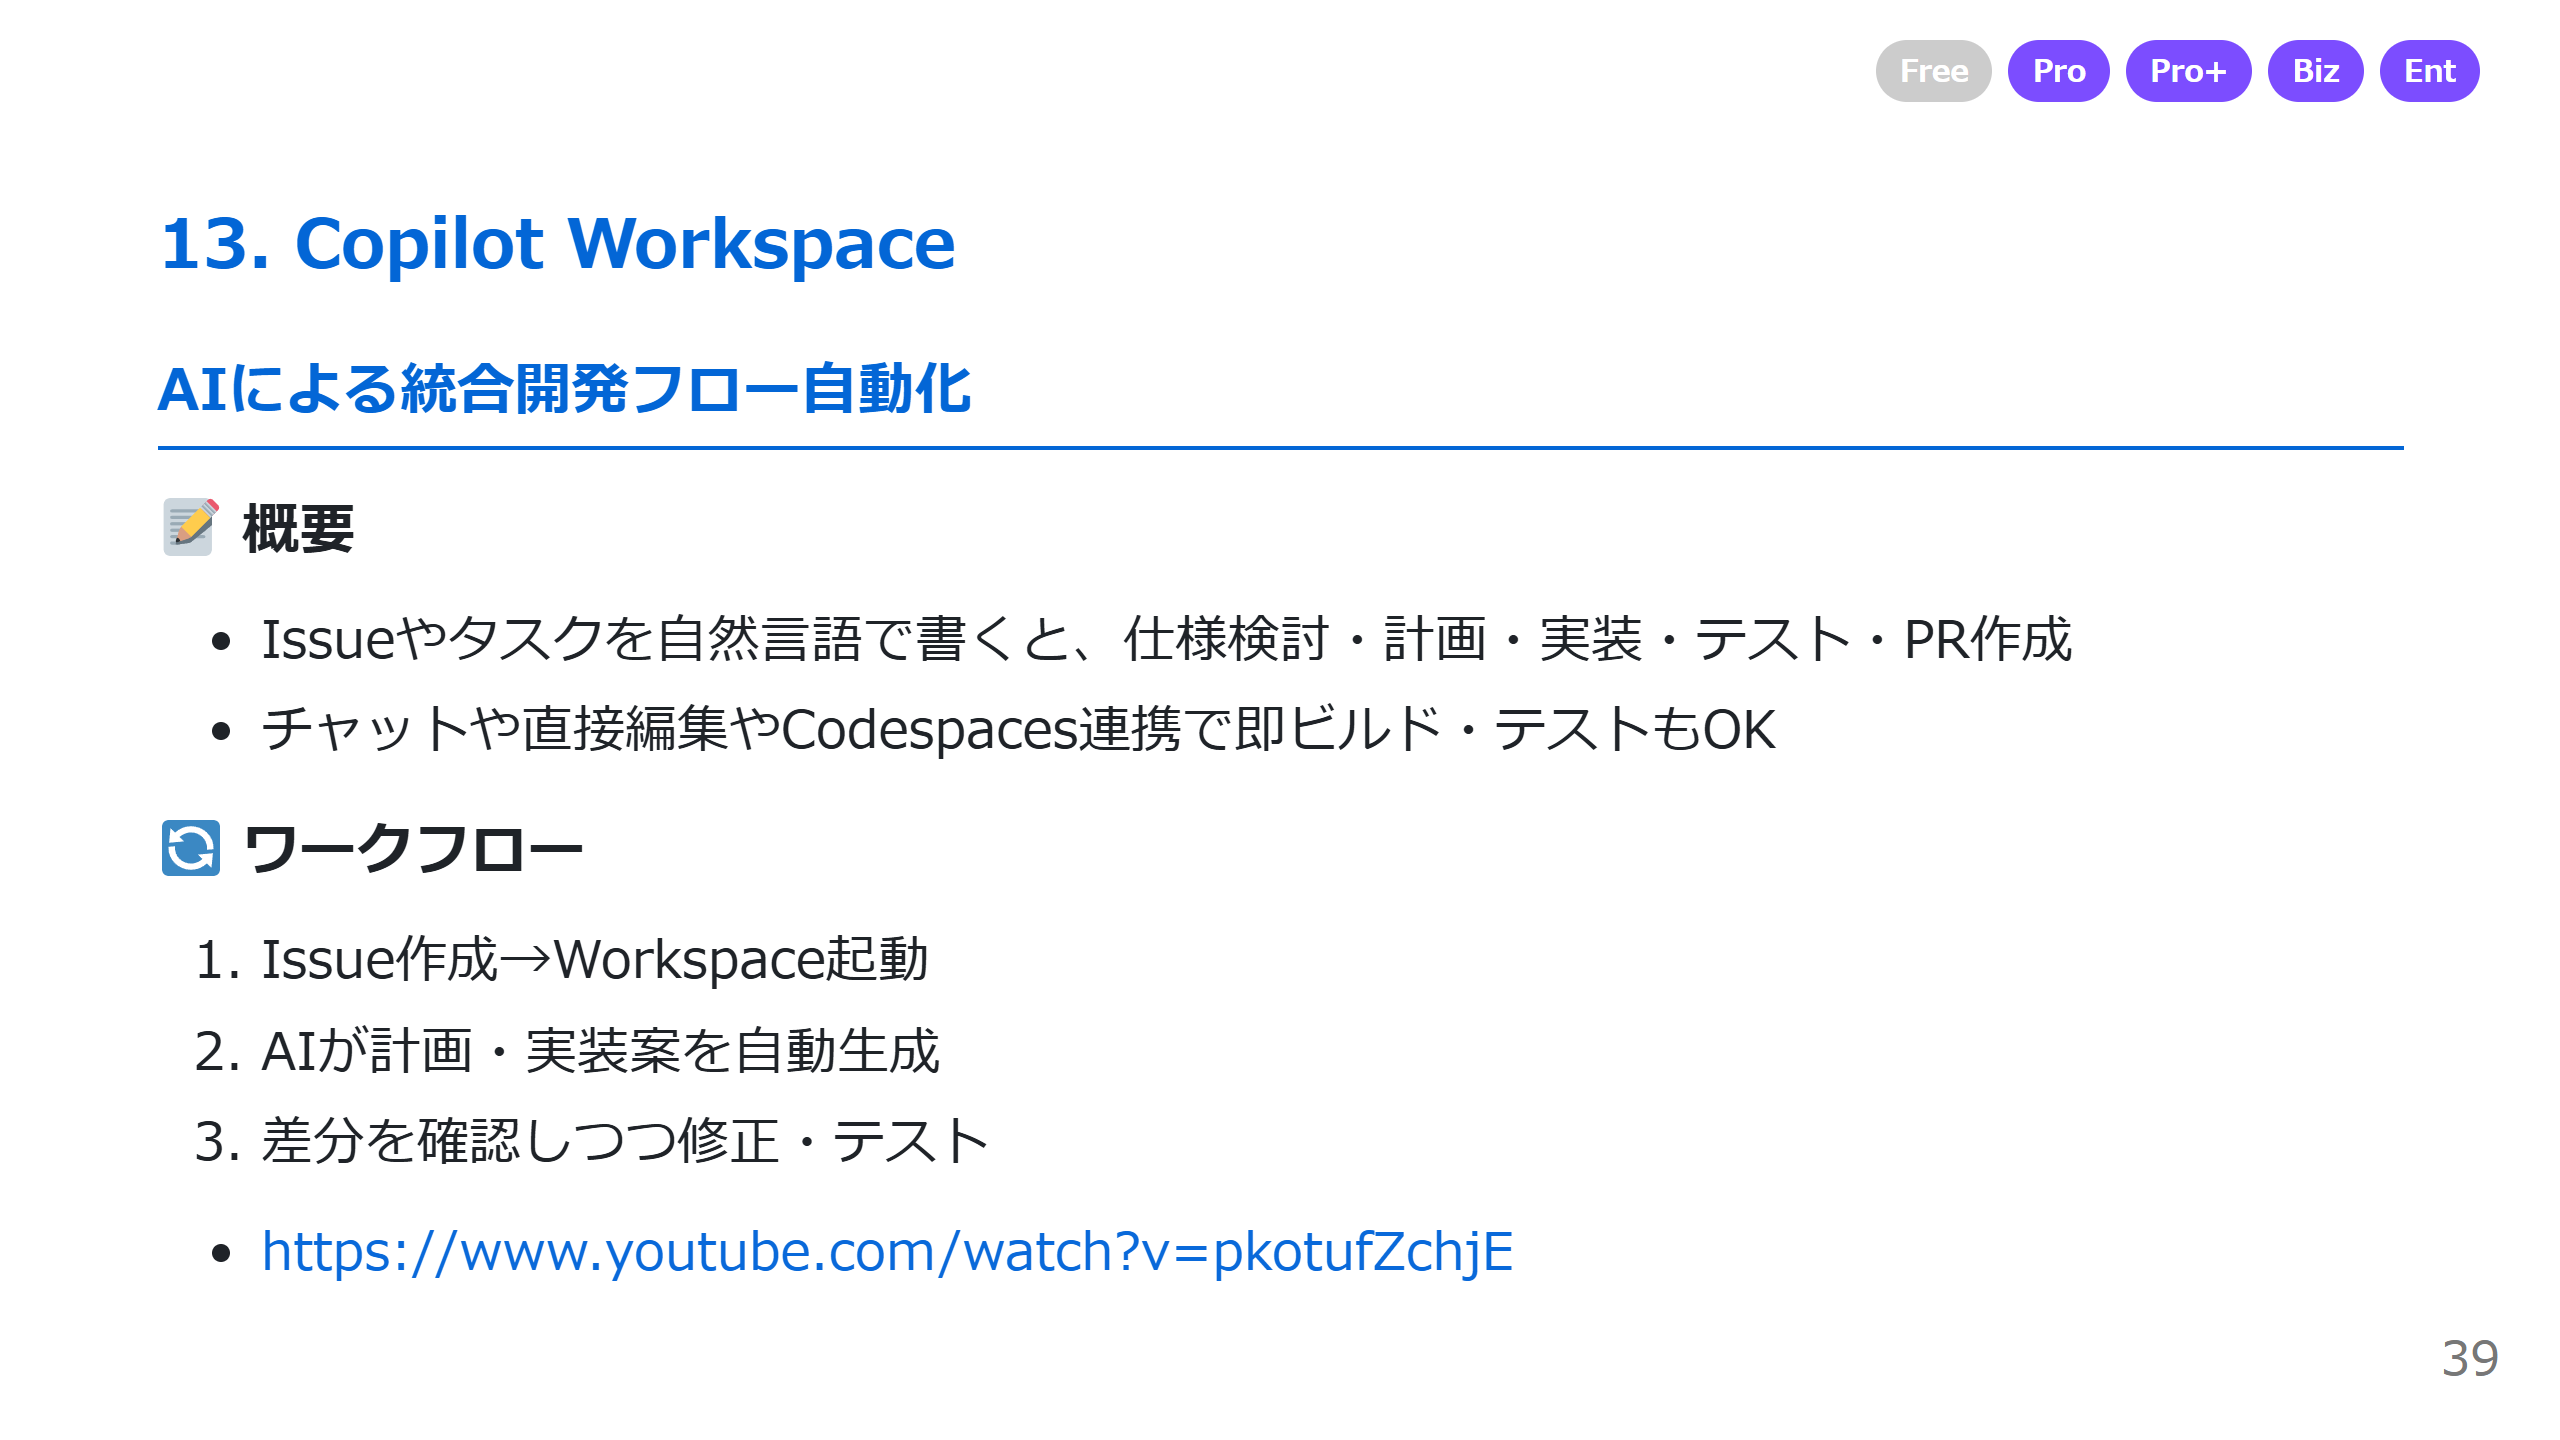 Free Pro Pro+ Biz Ent
13. Copilot Workspace
AIによる統合開発フロー自動化
📝 概要
• Issueやタスクを自然言語で書くと、仕様検討・計画・実装・テスト・PR作成
• チャットや直接編集やCodespaces連携で即ビルド・テストもOK
🔄 ワークフロー
1. Issue作成→Workspace起動
2. AIが計画・実装案を自動生成
3. 差分を確認しつつ修正・テスト
• https://www.youtube.com/watch?v=pkotufZchjE
39